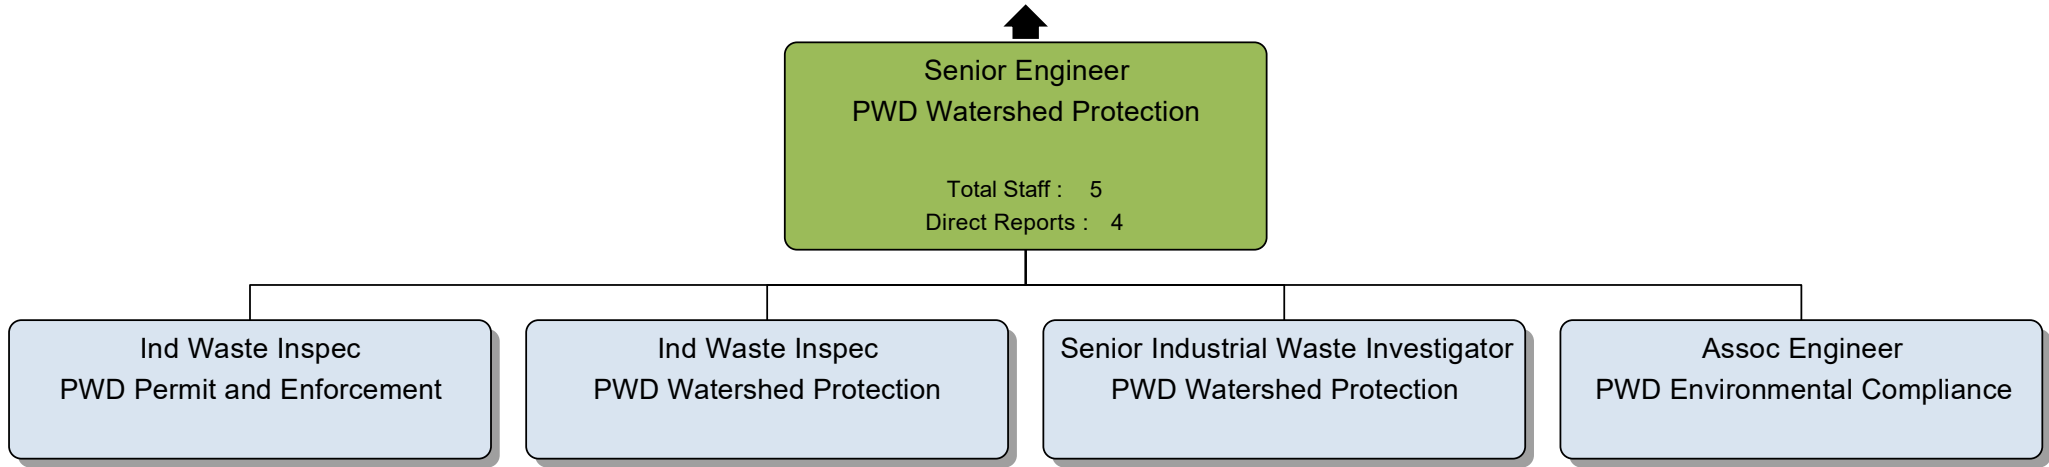 Senior Engineer
PWD Watershed Protection
Total Staff : 5
Direct Reports : 4
Ind Waste Inspec
PWD Permit and Enforcement
Ind Waste Inspec
PWD Watershed Protection
Senior Industrial Waste Investigator
PWD Watershed Protection
Assoc Engineer
PWD Environmental Compliance